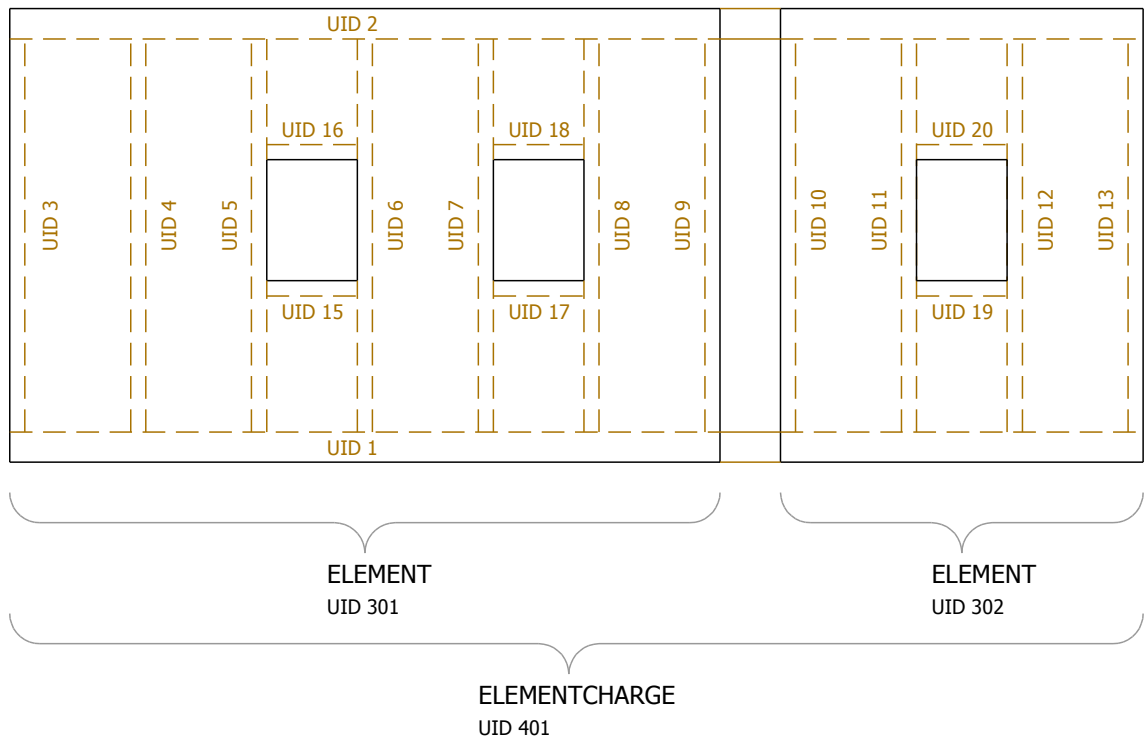 UID 2
UID 16
UID 18
UID 20
UID 3
UID 4
UID 5
UID 6
UID 7
UID 8
UID 9
UID 10
UID 11
UID 12
UID 13
UID 15
UID 17
UID 19
UID 1
ELEMENT
UID 301
ELEMENT
UID 302
ELEMENTCHARGE
UID 401